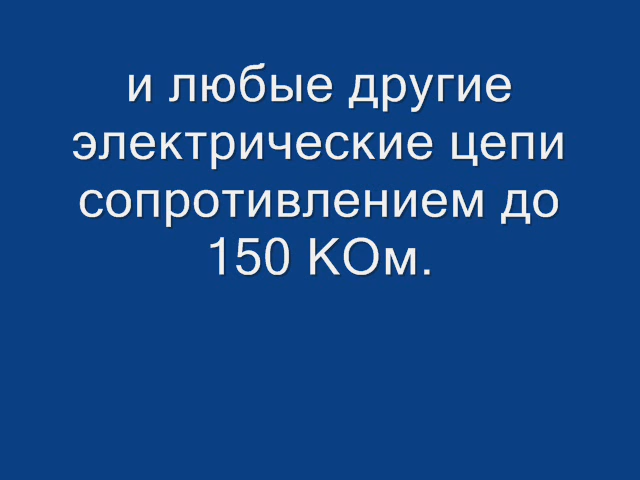 и любые другие
электрические цепи
сопротивлением до
150 КОм.